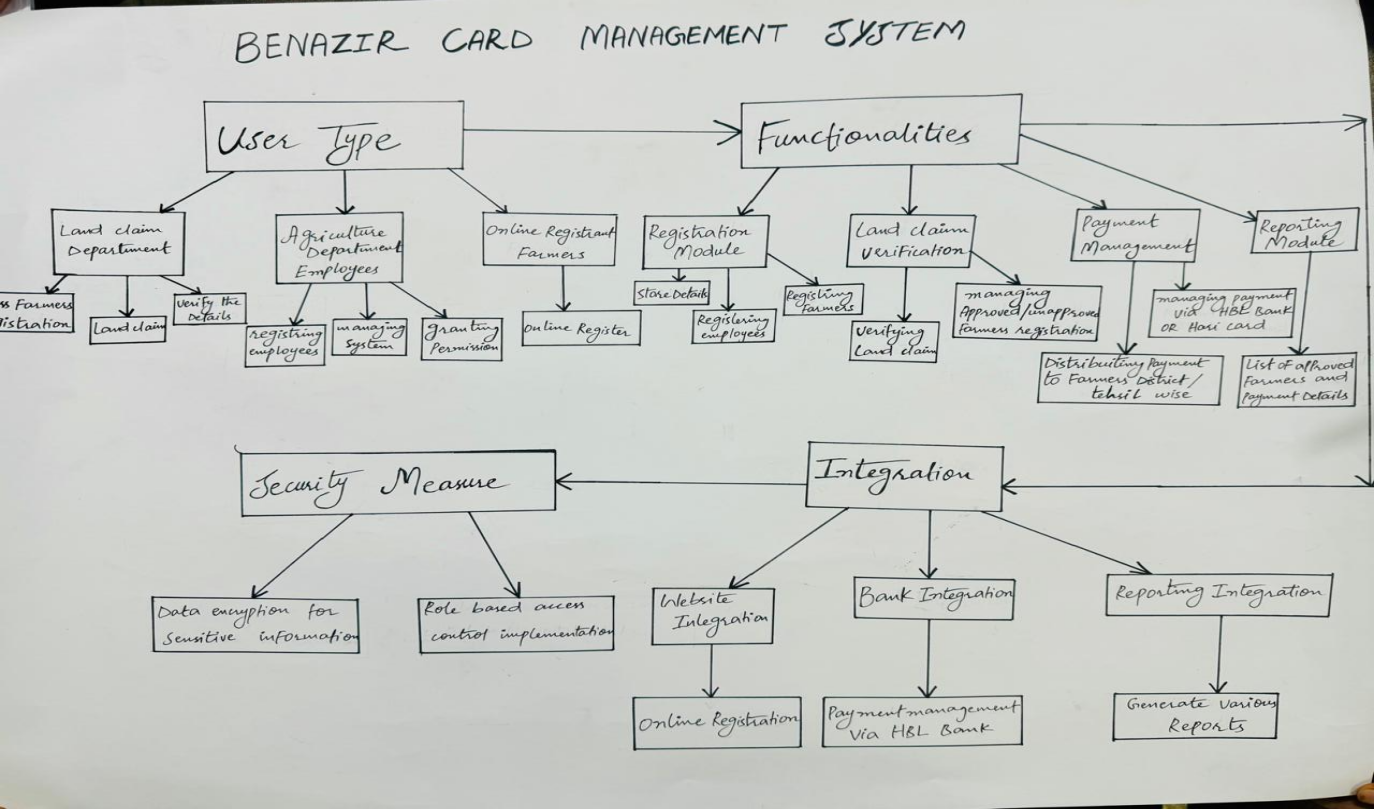 BENAZIR CARD MANAGEMENT SYSTEM
User Type
Functionalities
Land claim
Department
Agriculture
Department
Employees
Online Registrant
Farmers
Registration
Module
Land claim
verification
Payment
Management
Reporting
Module
ss Farmers
istration
Land claim
verify the
Details
registring
employees
managing
System
granting
Permission
Online Register
Store Details
Registering
employees
Registring
Farmers
Verifying
Land claim
managing
Approved/unapproved
Farmers registration
Distribuiting Payment
to Farmers District/
tehsil wise
managing payment
via HBL Bank
OR Hari card
List of approved
Farmers and
Payment Details
Security Measure
Integration
Data encryption for
Sensitive information
Role based access
control implementation
Website
Integration
Bank Integration
Reporting Integration
Online Registration
Payment management
Via HBL Bank
Generate various
Reports